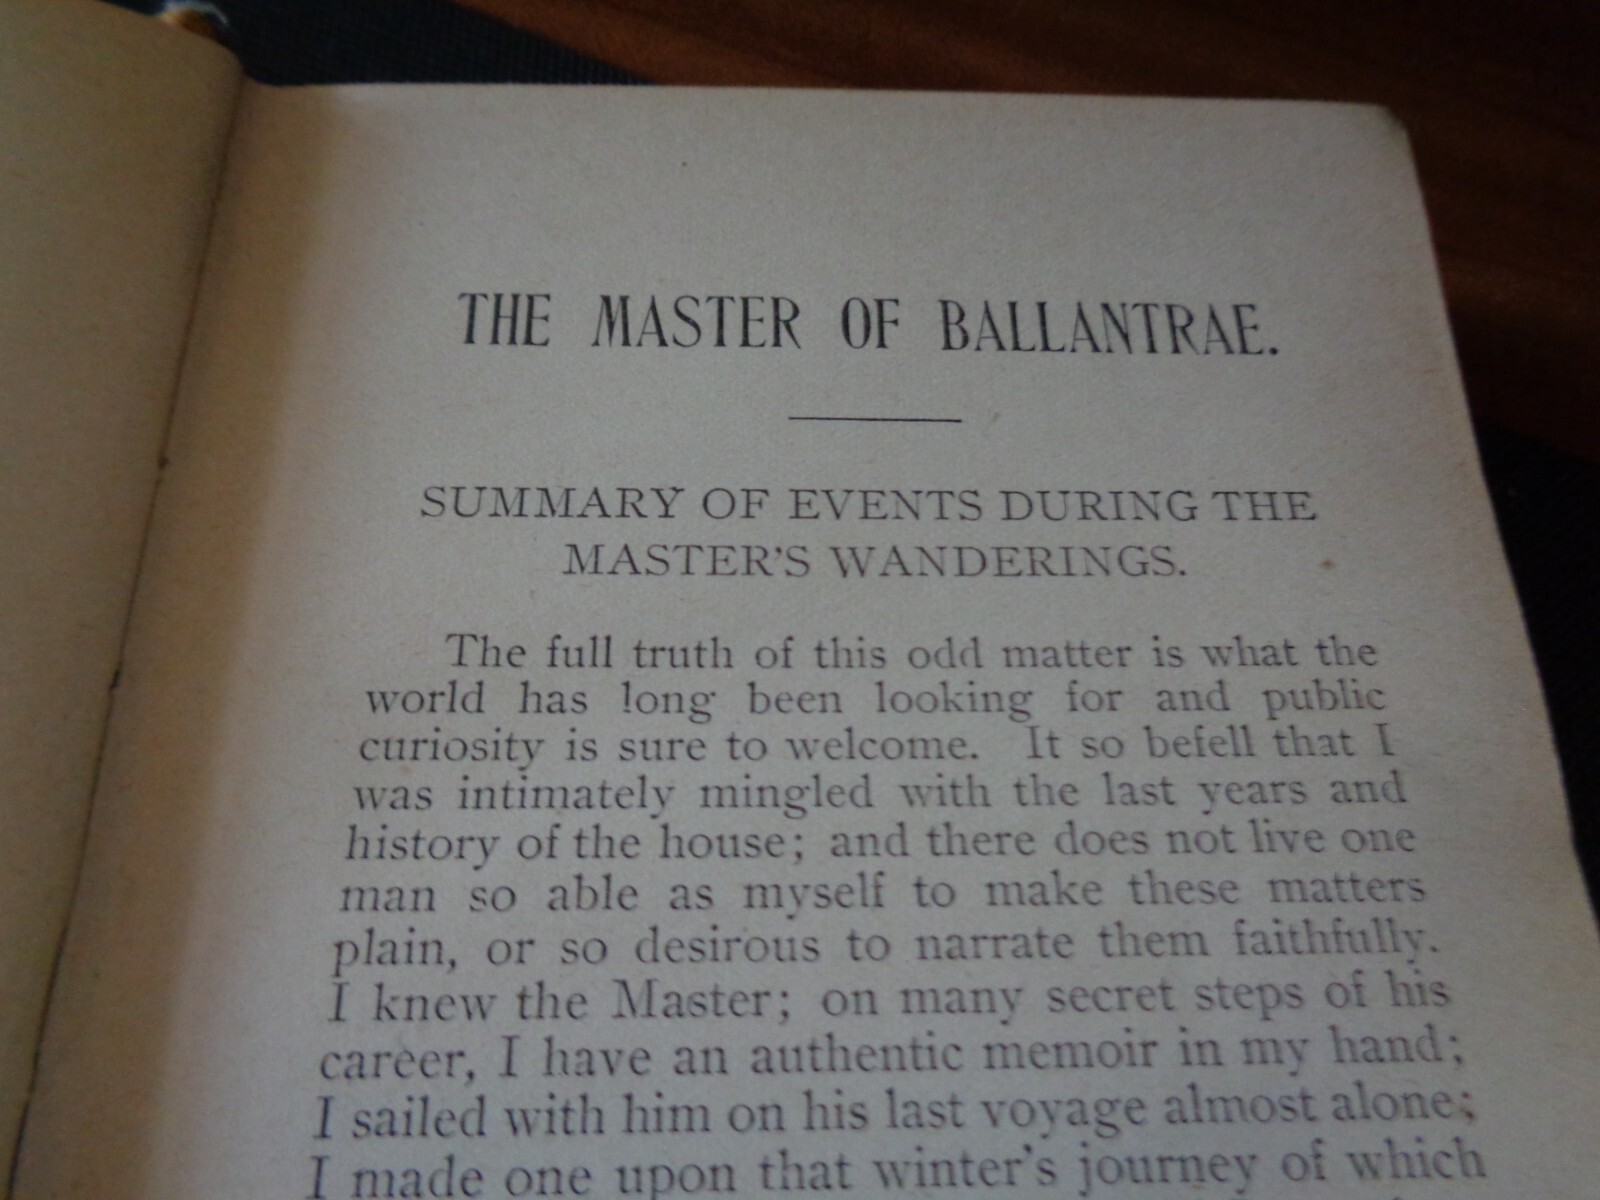 THE MASTER OF BALLANTRAE.
SUMMARY OF EVENTS DURING THE
MASTER'S WANDERINGS.
The full truth of this odd matter is what the
world has long been looking for and public
curiosity is sure to welcome. It so befell that I
was intimately mingled with the last years and
history of the house; and there does not live one
man so able as myself to make these matters
plain, or so desirous to narrate them faithfully.
I knew the Master; on many secret steps of his
career, I have an authentic memoir in my hand;
I sailed with him on his last voyage almost alone;
I made one upon that winter's journey of which